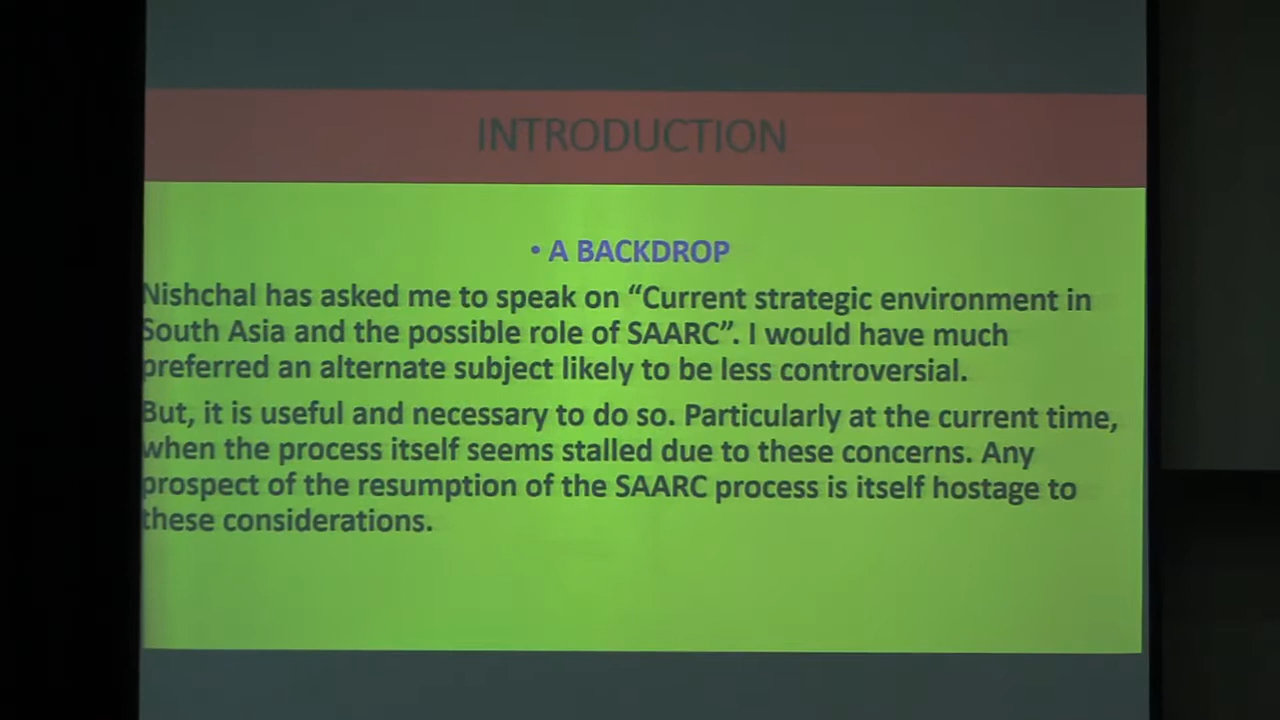 INTRODUCTION
• A BACKDROP
Nishchal has asked me to speak on “Current strategic environment in
South Asia and the possible role of SAARC”. I would have much
preferred an alternate subject likely to be less controversial.
But, it is useful and necessary to do so. Particularly at the current time,
when the process itself seems stalled due to these concerns. Any
prospect of the resumption of the SAARC process is itself hostage to
these considerations.